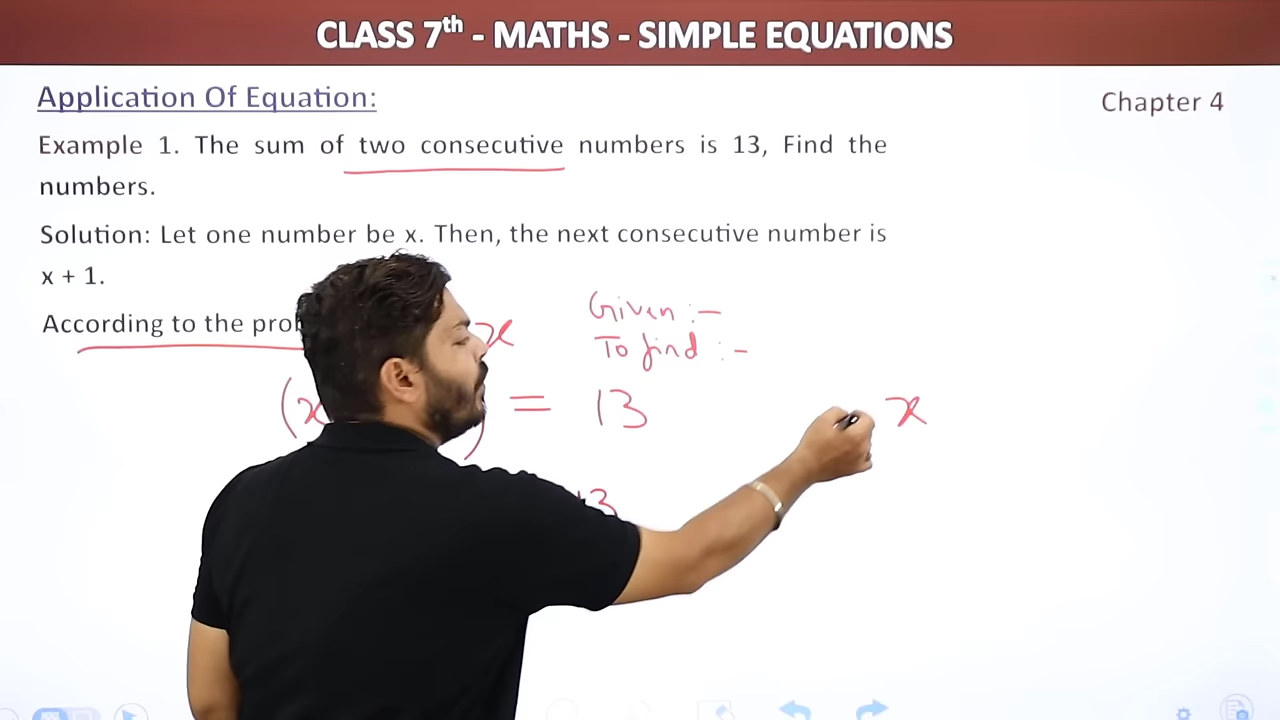 CLASS 7th - MATHS - SIMPLE EQUATIONS
Application Of Equation:
Chapter 4
Example 1. The sum of two consecutive numbers is 13, Find the
numbers.
Solution: Let one number be x. Then, the next consecutive number is
x + 1.
According to the
Given :-
x
To find :-
(x ) = 13
x